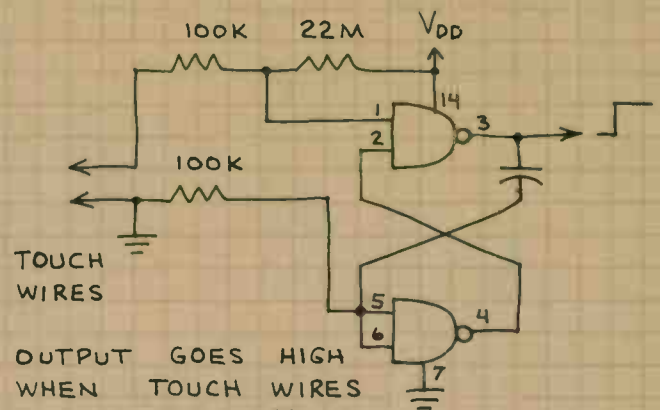 100K 22M VDD
14
1
2
3
100K
TOUCH
WIRES
5
6
4
7
OUTPUT GOES HIGH
WHEN TOUCH WIRES